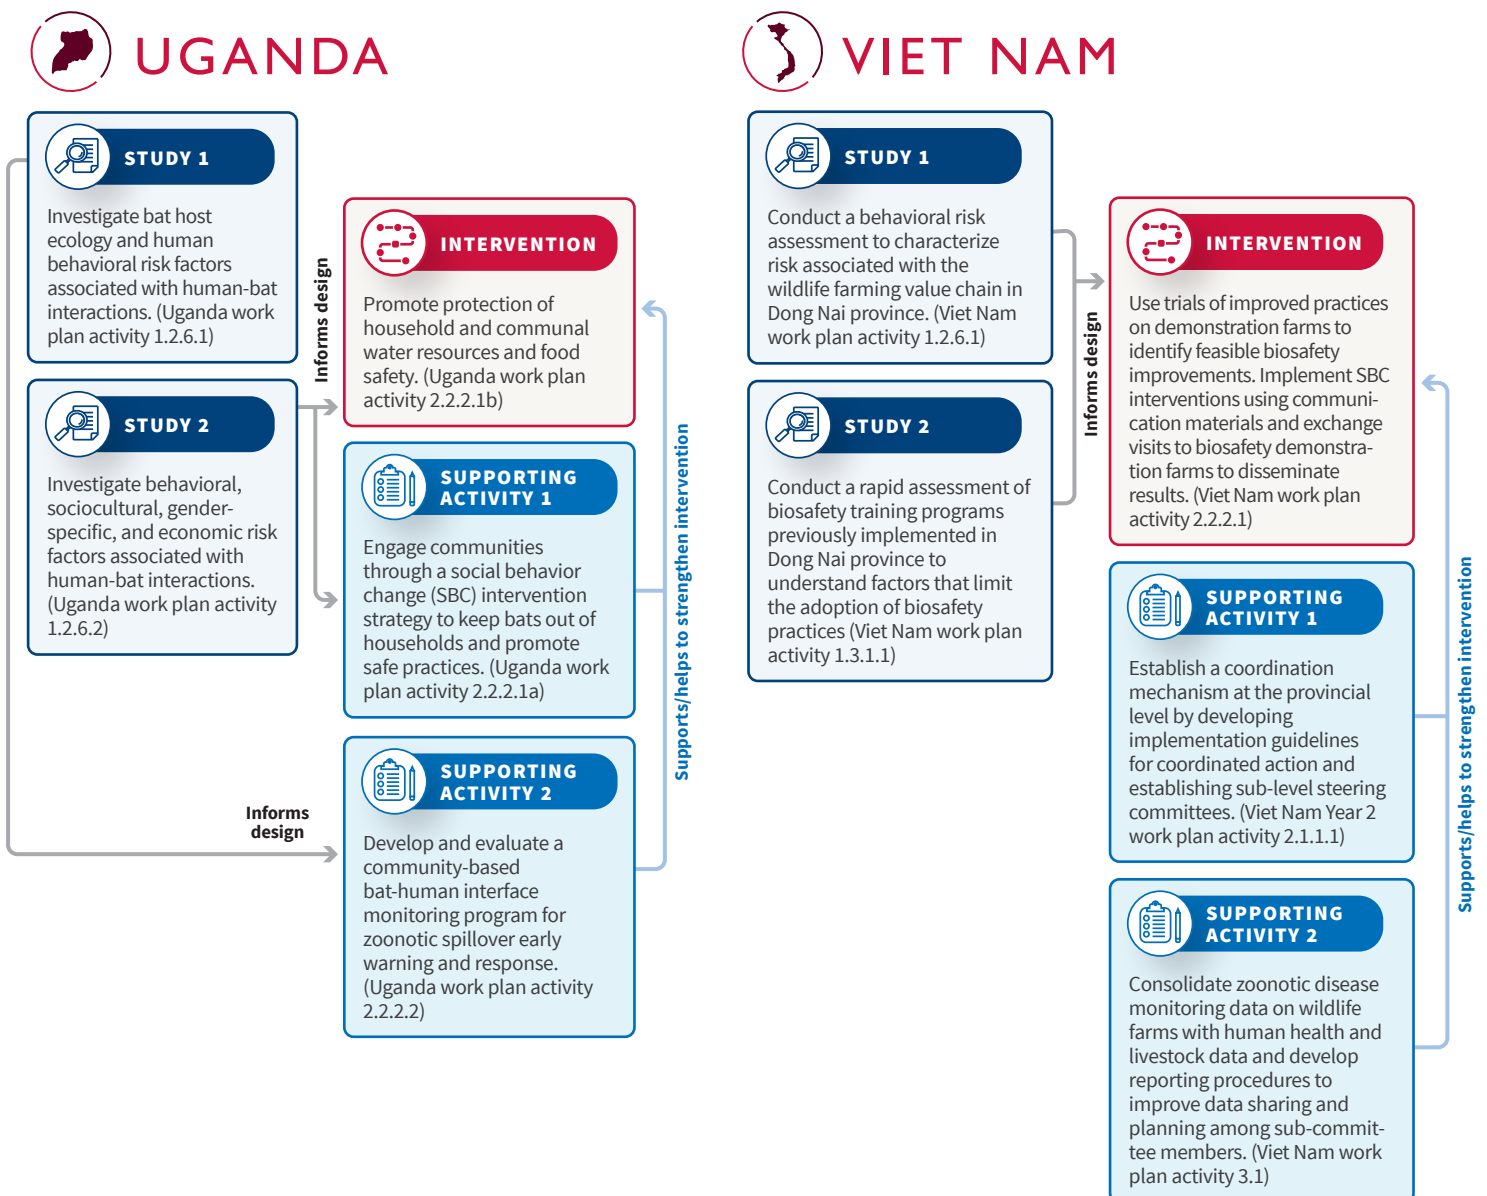 UGANDA
STUDY 1
Investigate bat host
ecology and human
behavioral risk factors
associated with human-bat
interactions. (Uganda work
plan activity 1.2.6.1)
STUDY 2
Investigate behavioral,
sociocultural, gender-
specific, and economic risk
factors associated with
human-bat interactions.
(Uganda work plan activity
1.2.6.2)
Informs design
INTERVENTION
Promote protection of
household and communal
water resources and food
safety. (Uganda work plan
activity 2.2.2.1b)
SUPPORTING
ACTIVITY 1
Engage communities
through a social behavior
change (SBC) intervention
strategy to keep bats out of
households and promote
safe practices. (Uganda work
plan activity 2.2.2.1a)
Informs
design
SUPPORTING
ACTIVITY 2
Develop and evaluate a
community-based
bat-human interface
monitoring program for
zoonotic spillover early
warning and response.
(Uganda work plan activity
2.2.2.2)
Supports/helps to strengthen intervention
VIET NAM
STUDY 1
Conduct a behavioral risk
assessment to characterize
risk associated with the
wildlife farming value chain in
Dong Nai province. (Viet Nam
work plan activity 1.2.6.1)
STUDY 2
Conduct a rapid assessment of
biosafety training programs
previously implemented in
Dong Nai province to
understand factors that limit
the adoption of biosafety
practices (Viet Nam work plan
activity 1.3.1.1)
Informs design
INTERVENTION
Use trials of improved practices
on demonstration farms to
identify feasible biosafety
improvements. Implement SBC
interventions using communi-
cation materials and exchange
visits to biosafety demonstra-
tion farms to disseminate
results. (Viet Nam work plan
activity 2.2.2.1)
SUPPORTING
ACTIVITY 1
Establish a coordination
mechanism at the provincial
level by developing
implementation guidelines
for coordinated action and
establishing sub-level steering
committees. (Viet Nam Year 2
work plan activity 2.1.1.1)
SUPPORTING
ACTIVITY 2
Consolidate zoonotic disease
monitoring data on wildlife
farms with human health and
livestock data and develop
reporting procedures to
improve data sharing and
planning among sub-commit-
tee members. (Viet Nam work
plan activity 3.1)
Supports/helps to strengthen intervention